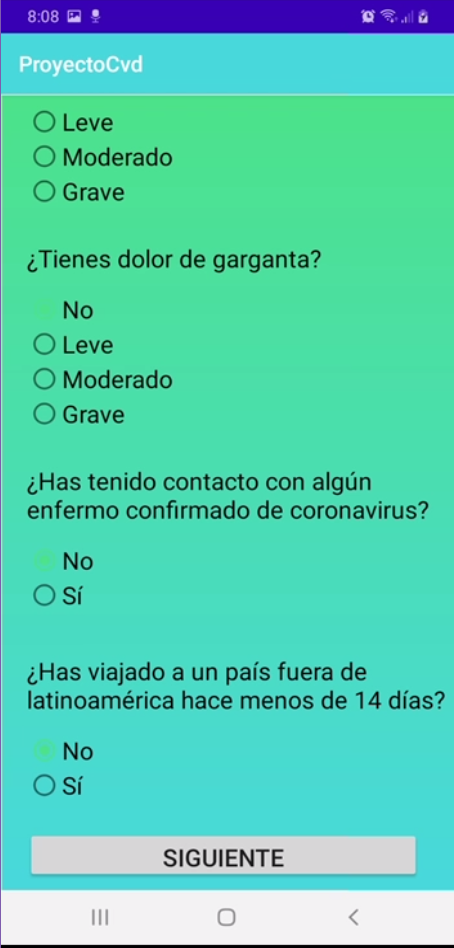 8:08
ProyectoCvd
Leve
Moderado
Grave
¿Tienes dolor de garganta?
No
Leve
Moderado
Grave
¿Has tenido contacto con algún
enfermo confirmado de coronavirus?
No
Sí
¿Has viajado a un país fuera de
latinoamérica hace menos de 14 días?
No
Sí
SIGUIENTE